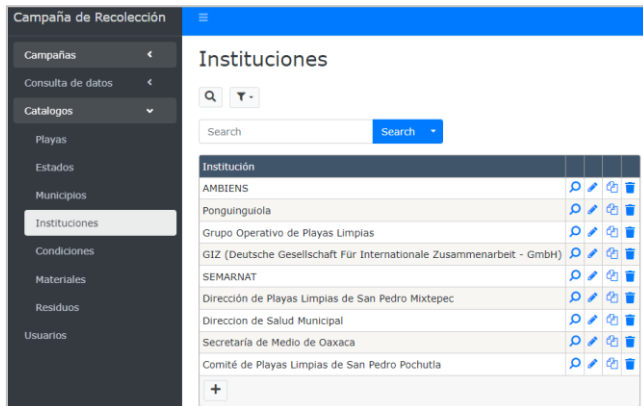 Campaña de Recolección
Campañas
Consulta de datos
Catalogos
Playas
Estados
Municipios
Instituciones
Condiciones
Materiales
Residuos
Usuarios
Instituciones
Search
Search
Institución
AMBIENS
Ponguinguiola
Grupo Operativo de Playas Limpias
GIZ (Deutsche Gesellschaft Für Internationale Zusammenarbeit - GmbH)
SEMARNAT
Dirección de Playas Limpias de San Pedro Mixtepec
Direccion de Salud Municipal
Secretaría de Medio de Oaxaca
Comité de Playas Limpias de San Pedro Pochutla